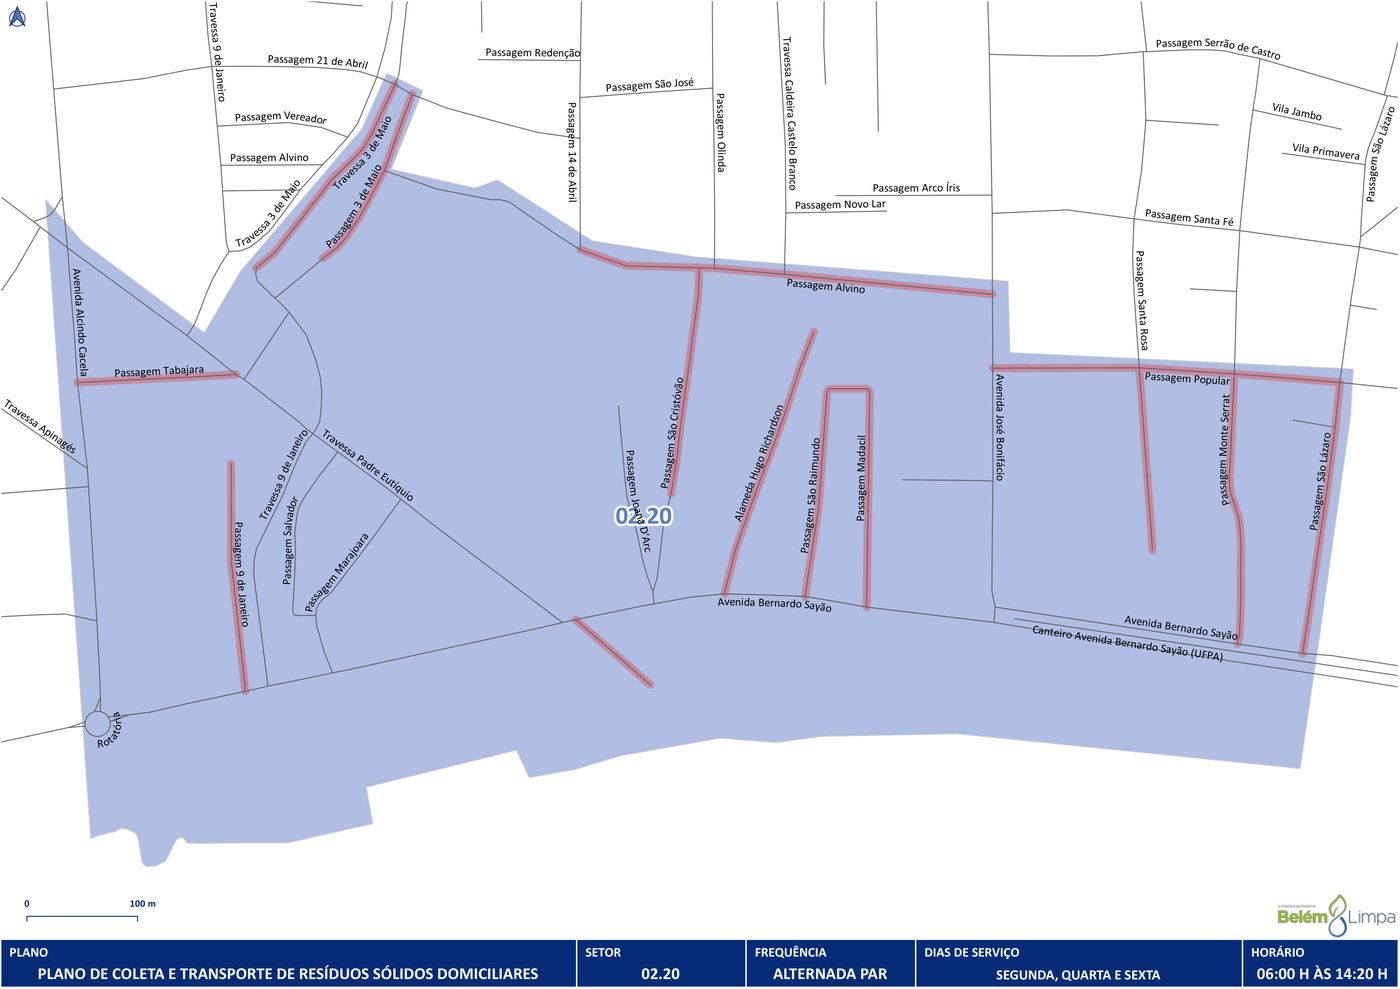 Travessa 9 de Janeiro
Passagem 21 de Abril
Passagem Vereador
Passagem Alvino
Travessa 3 de Maio
Travessa 3 de Maio
Passagem 3 de Maio
Passagem Redenção
Passagem São José
Passagem 14 de Abril
Passagem Olinda
Travessa Caldeira Castelo Branco
Passagem Arco Íris
Passagem Novo Lar
Passagem Serrão de Castro
Vila Jambo
Vila Primavera
Passagem São Lázaro
Passagem Santa Fé
Passagem Santa Rosa
Avenida Alcindo Cacela
Passagem Tabajara
Travessa Apinagés
Passagem Alvino
Passagem Popular
Avenida José Bonifácio
Passagem Monte Serrat
Passagem São Lázaro
Travessa 9 de Janeiro
Travessa Padre Eutíquio
Passagem Salvador
Passagem Marajoara
Passagem 9 de Janeiro
Passagem São Cristóvão
Passagem Joana D'Arc
02.20
Alameda Hugo Richardson
Passagem São Raimundo
Passagem Madacil
Avenida Bernardo Sayão
Avenida Bernardo Sayão
Canteiro Avenida Bernardo Sayão (UFPA)
Rotatória
0 100 m
CONCESSIONÁRIA
Belém Limpa
PLANO
PLANO DE COLETA E TRANSPORTE DE RESÍDUOS SÓLIDOS DOMICILIARES
SETOR
02.20
FREQUÊNCIA
ALTERNADA PAR
DIAS DE SERVIÇO
SEGUNDA, QUARTA E SEXTA
HORÁRIO
06:00 H ÀS 14:20 H